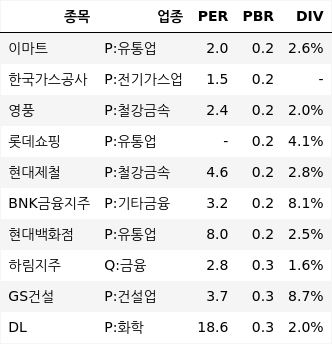 종목 업종 PER PBR DIV
이마트 P:유통업 2.0 0.2 2.6%
한국가스공사 P:전기가스업 1.5 0.2 -
영풍 P:철강금속 2.4 0.2 2.0%
롯데쇼핑 P:유통업 - 0.2 4.1%
현대제철 P:철강금속 4.6 0.2 2.8%
BNK금융지주 P:기타금융 3.2 0.2 8.1%
현대백화점 P:유통업 8.0 0.2 2.5%
하림지주 Q:금융 2.8 0.3 1.6%
GS건설 P:건설업 3.7 0.3 8.7%
DL P:화학 18.6 0.3 2.0%